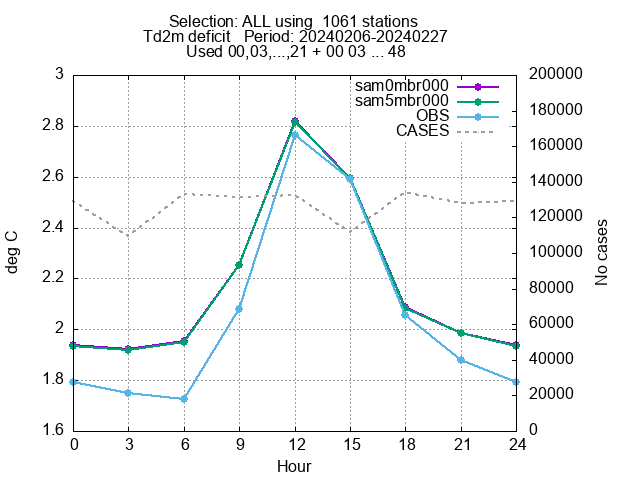 Selection: ALL using  1061 stations
Td2m deficit   Period: 20240206-20240227
Used 00,03,...,21 + 00 03 ... 48
3 200000
sam0mbr000
180000
sam5mbr000
2.8 OBS
160000
CASES
2.6 140000
2.4 120000
deg C
No cases
2.2 100000
80000
2 60000
1.8 40000
20000
1.6 0
0 3 6 9 12 15 18 21 24
Hour